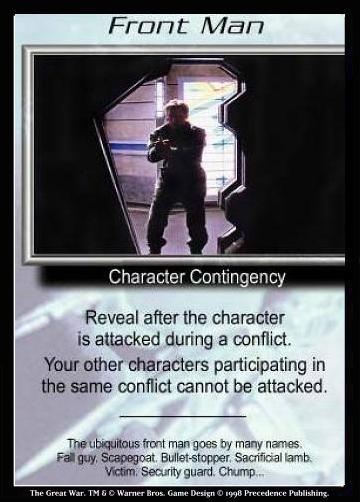 Front Man
Character Contingency
Reveal after the character
is attacked during a conflict.
Your other characters participating in
the same conflict cannot be attacked.
The ubiquitous front man goes by many names.
Fall guy. Scapegoat. Bullet-stopper. Sacrificial lamb.
Victim. Security guard. Chump...
The Great War. TM & © Warner Bros. Game Design © 1998 Precedence Publishing.